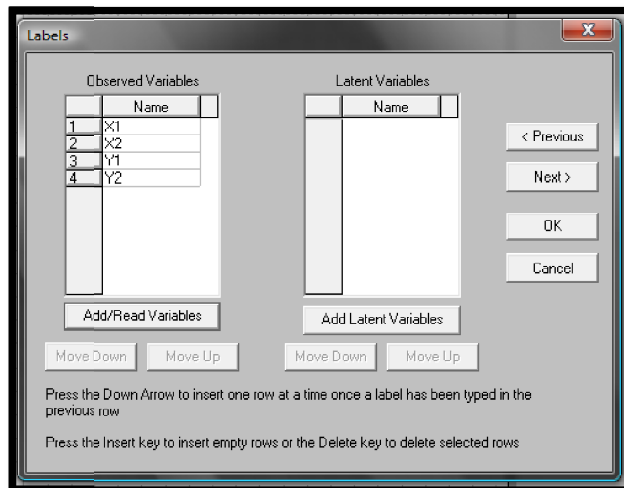 Labels
X
Observed Variables
Latent Variables
Name
Name
1 X1
2 X2
3 Y1
4 Y2
< Previous
Next >
OK
Cancel
Add/Read Variables
Add Latent Variables
Move Down
Move Up
Move Down
Move Up
Press the Down Arrow to insert one row at a time once a label has been typed in the
previous row
Press the Insert key to insert empty rows or the Delete key to delete selected rows